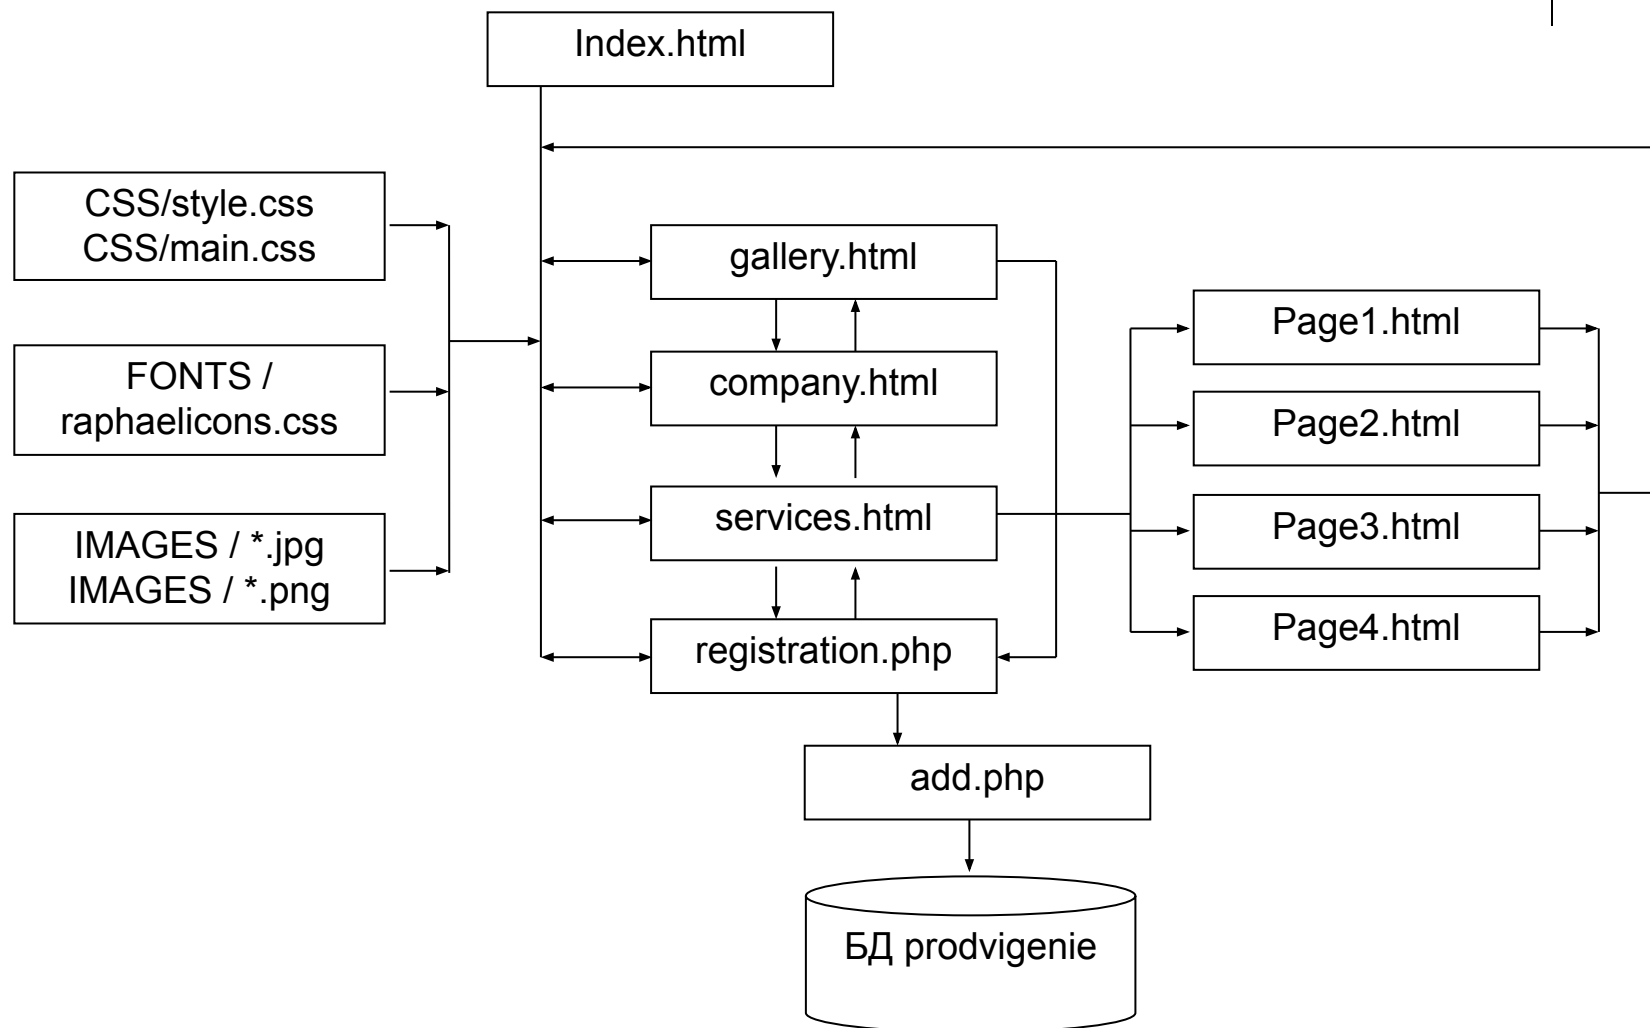 Index.html
CSS/style.css
CSS/main.css
FONTS /
raphaelicons.css
IMAGES / *.jpg
IMAGES / *.png
gallery.html
company.html
services.html
registration.php
Page1.html
Page2.html
Page3.html
Page4.html
add.php
БД prodvigenie